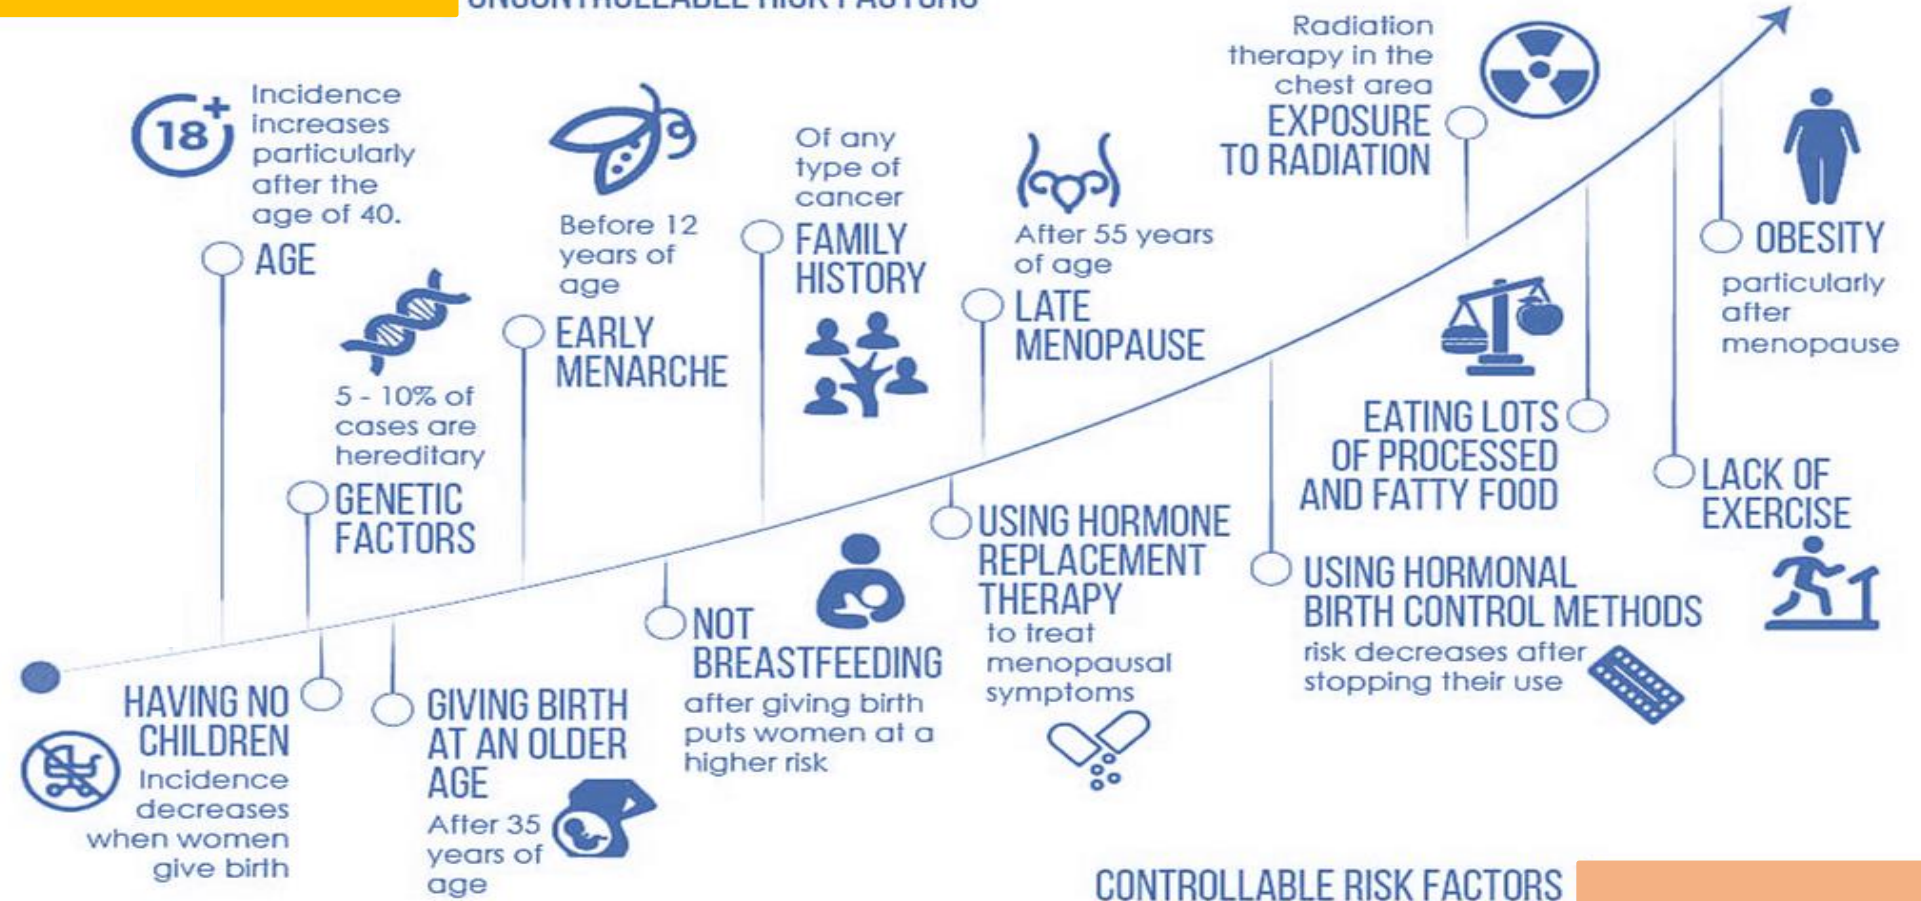 UNCONTROLLABLE RISK FACTORS
18+
Incidence
increases
particularly
after the
age of 40.
AGE
5 - 10% of
cases are
hereditary
GENETIC
FACTORS
Before 12
years of
age
EARLY
MENARCHE
Of any
type of
cancer
FAMILY
HISTORY
After 55 years
of age
LATE
MENOPAUSE
Radiation
therapy in the
chest area
EXPOSURE
TO RADIATION
HAVING NO
CHILDREN
Incidence
decreases
when women
give birth
GIVING BIRTH
AT AN OLDER
AGE
After 35
years of
age
NOT
BREASTFEEDING
after giving birth
puts women at a
higher risk
USING HORMONE
REPLACEMENT
THERAPY
to treat
menopausal
symptoms
USING HORMONAL
BIRTH CONTROL METHODS
risk decreases after
stopping their use
EATING LOTS
OF PROCESSED
AND FATTY FOOD
LACK OF
EXERCISE
OBESITY
particularly
after
menopause
CONTROLLABLE RISK FACTORS